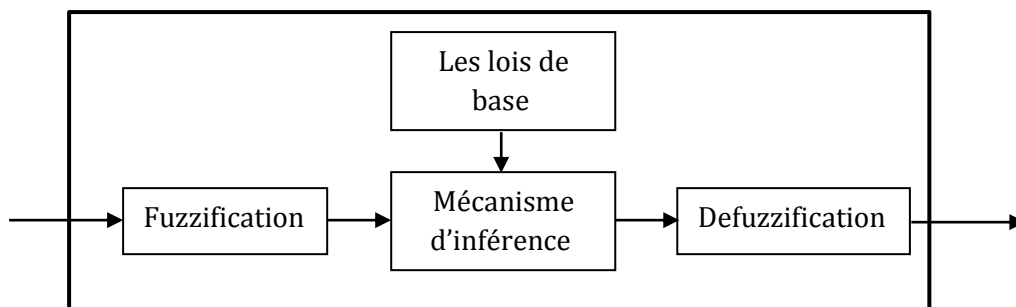 Les lois de
base
Fuzzification
Mécanisme
d’inférence
Defuzzification